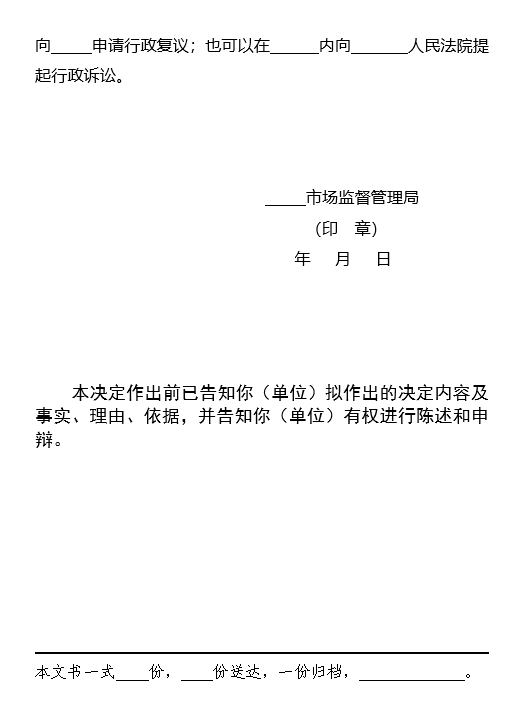 向_____申请行政复议；也可以在______内向_______人民法院提
起行政诉讼。
_____市场监督管理局
（印　章）
年　月　日
本决定作出前已告知你（单位）拟作出的决定内容及
事实、理由、依据，并告知你（单位）有权进行陈述和申
辩。
本文书一式____份，____份送达，一份归档，_____________。